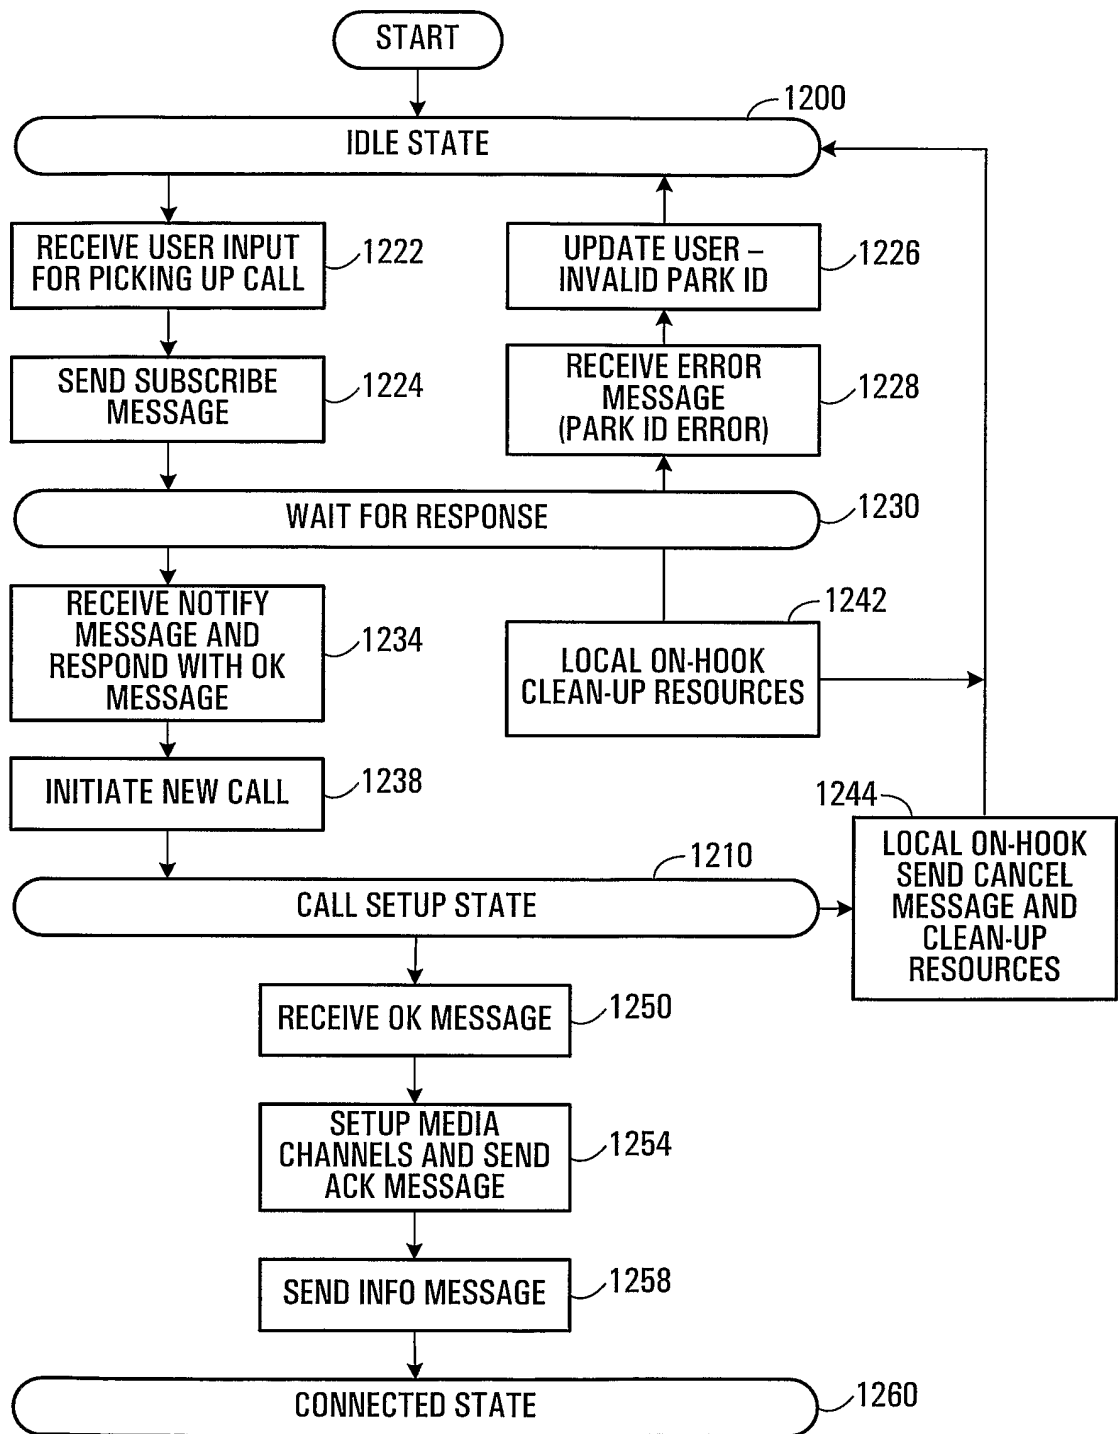 START
1200
IDLE STATE
RECEIVE USER INPUT
FOR PICKING UP CALL
1222
UPDATE USER –
INVALID PARK ID
1226
SEND SUBSCRIBE
MESSAGE
1224
RECEIVE ERROR
MESSAGE
(PARK ID ERROR)
1228
WAIT FOR RESPONSE
1230
RECEIVE NOTIFY
MESSAGE AND
RESPOND WITH OK
MESSAGE
1234
1242
LOCAL ON-HOOK
CLEAN-UP RESOURCES
INITIATE NEW CALL
1238
1244
LOCAL ON-HOOK
SEND CANCEL
MESSAGE AND
CLEAN-UP
RESOURCES
1210
CALL SETUP STATE
RECEIVE OK MESSAGE
1250
SETUP MEDIA
CHANNELS AND SEND
ACK MESSAGE
1254
SEND INFO MESSAGE
1258
CONNECTED STATE
1260